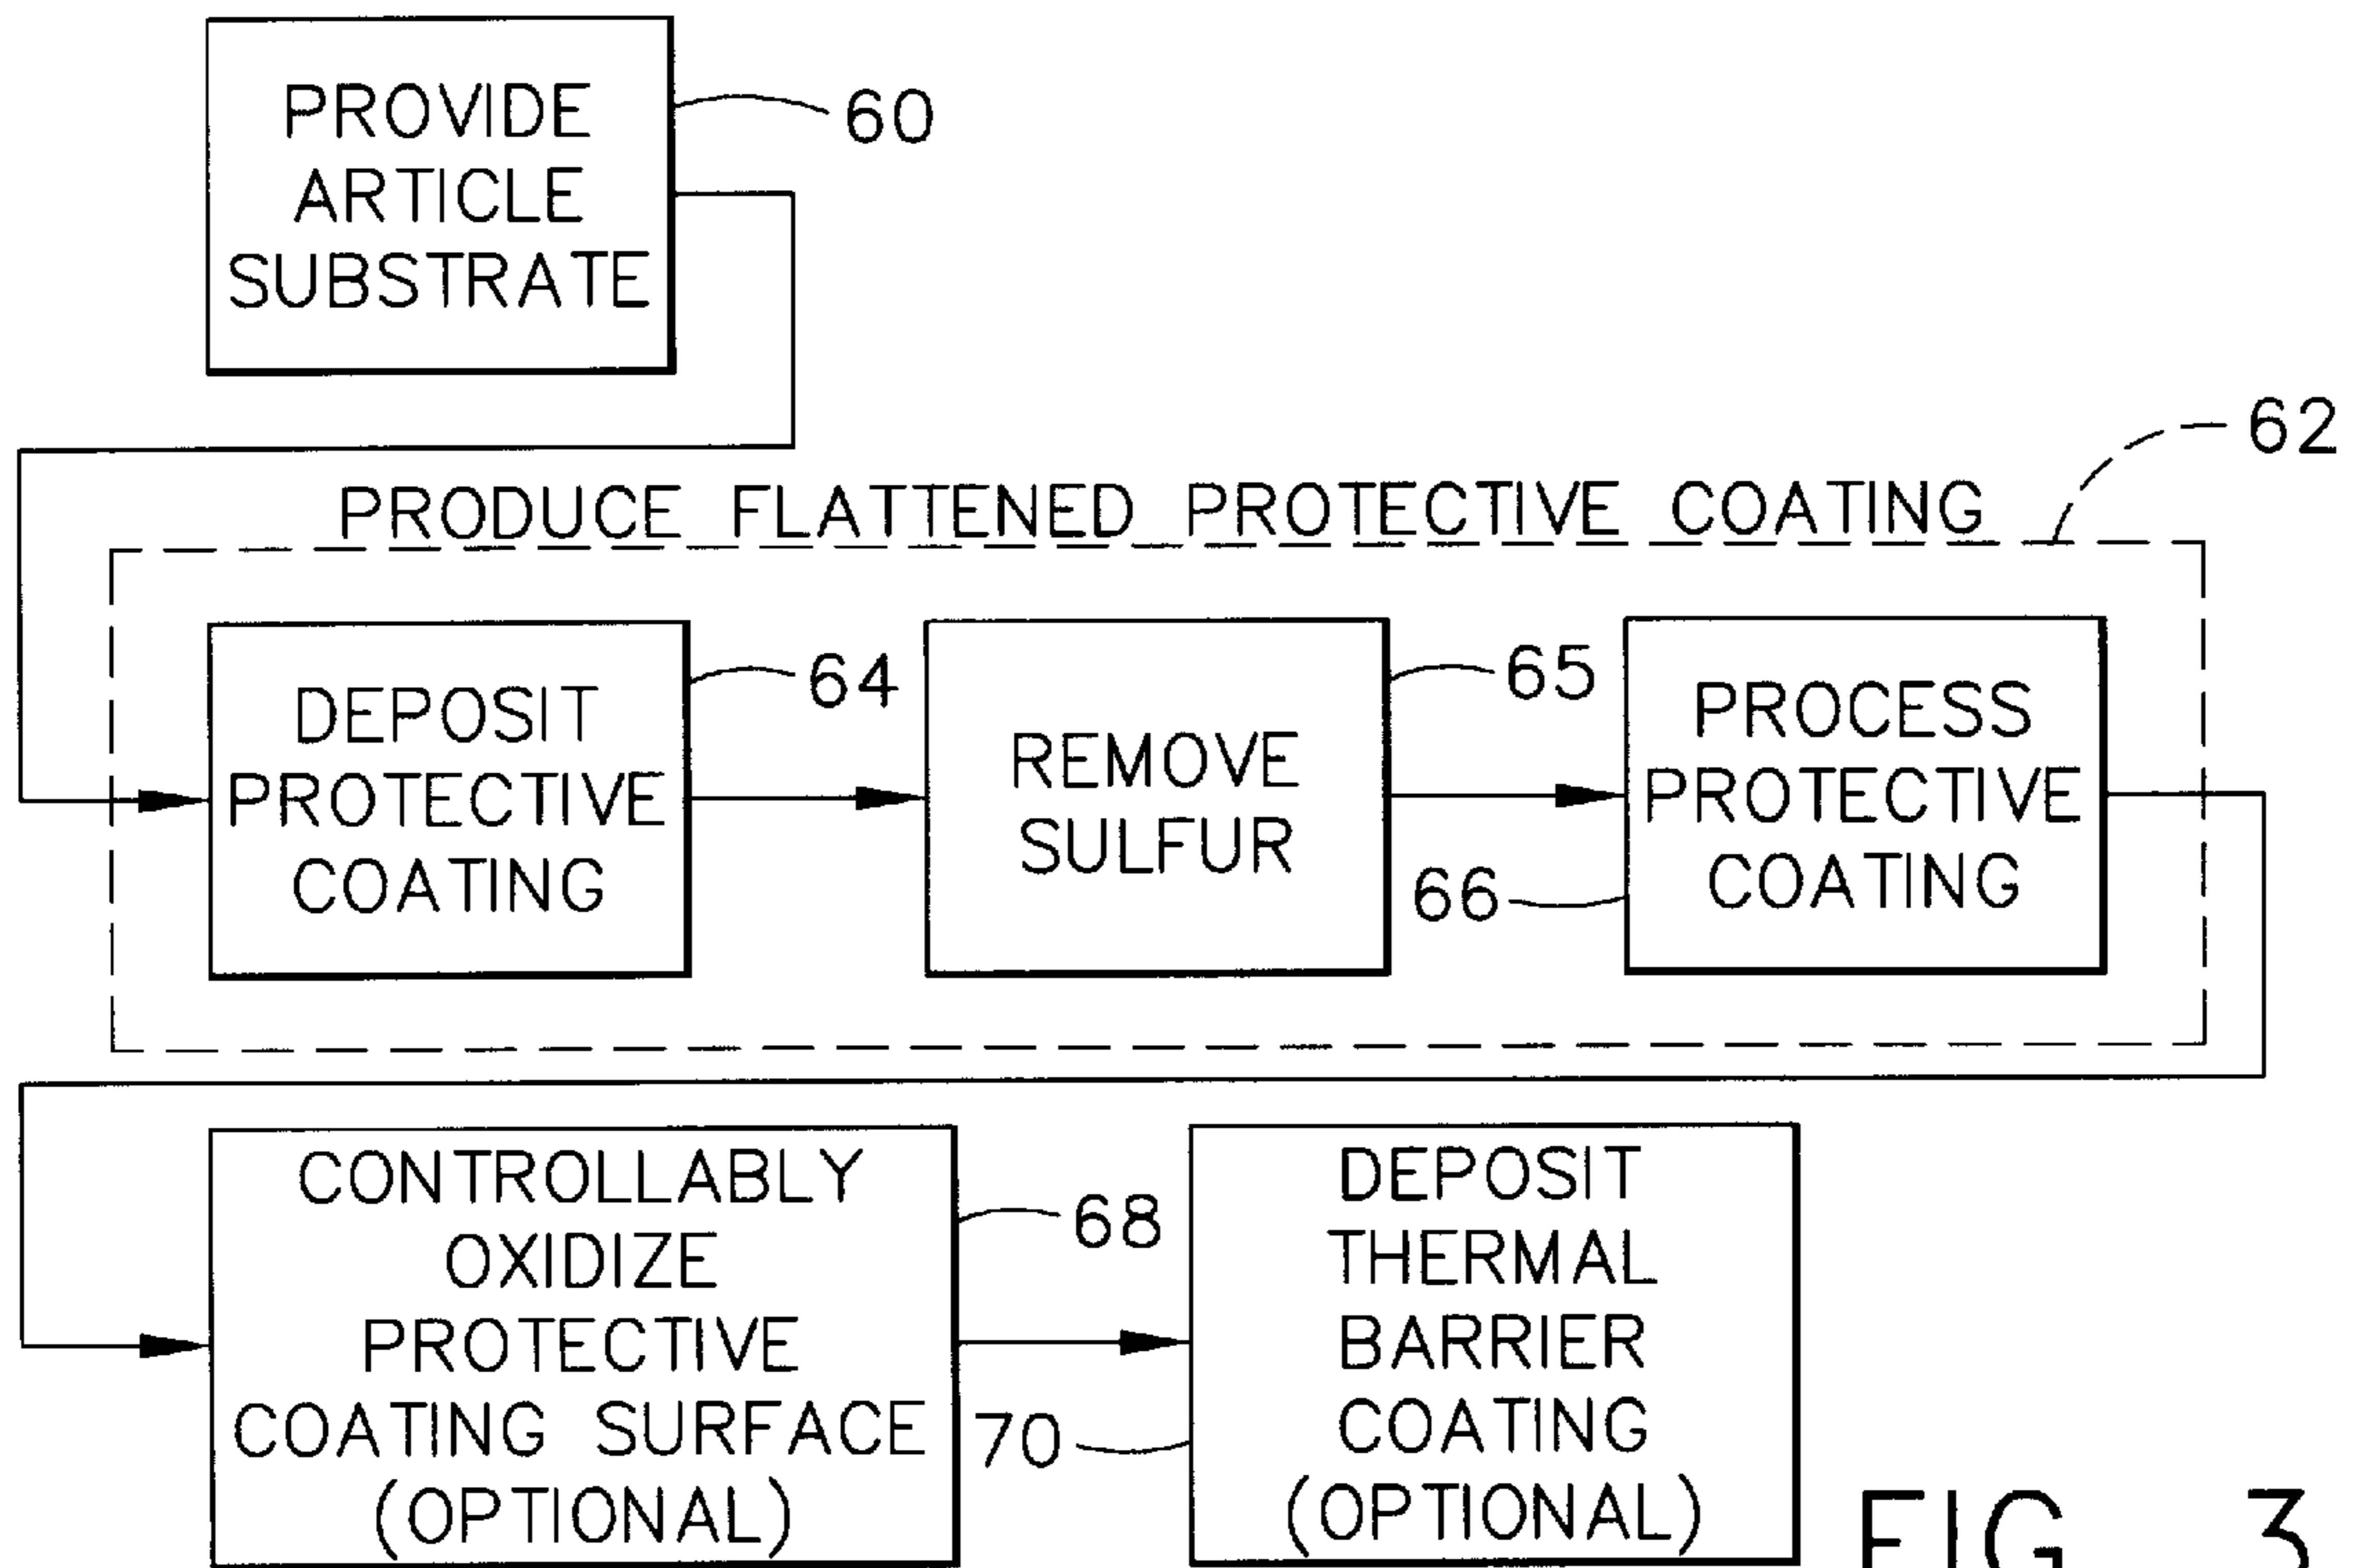 PROVIDE
ARTICLE
SUBSTRATE
60
62
PRODUCE FLATTENED PROTECTIVE COATING
DEPOSIT
PROTECTIVE
COATING
64
REMOVE
SULFUR
65
PROCESS
PROTECTIVE
COATING
66
CONTROLLABLY
OXIDIZE
PROTECTIVE
COATING SURFACE
(OPTIONAL)
68
DEPOSIT
THERMAL
BARRIER
COATING
(OPTIONAL)
70
FIG. 3